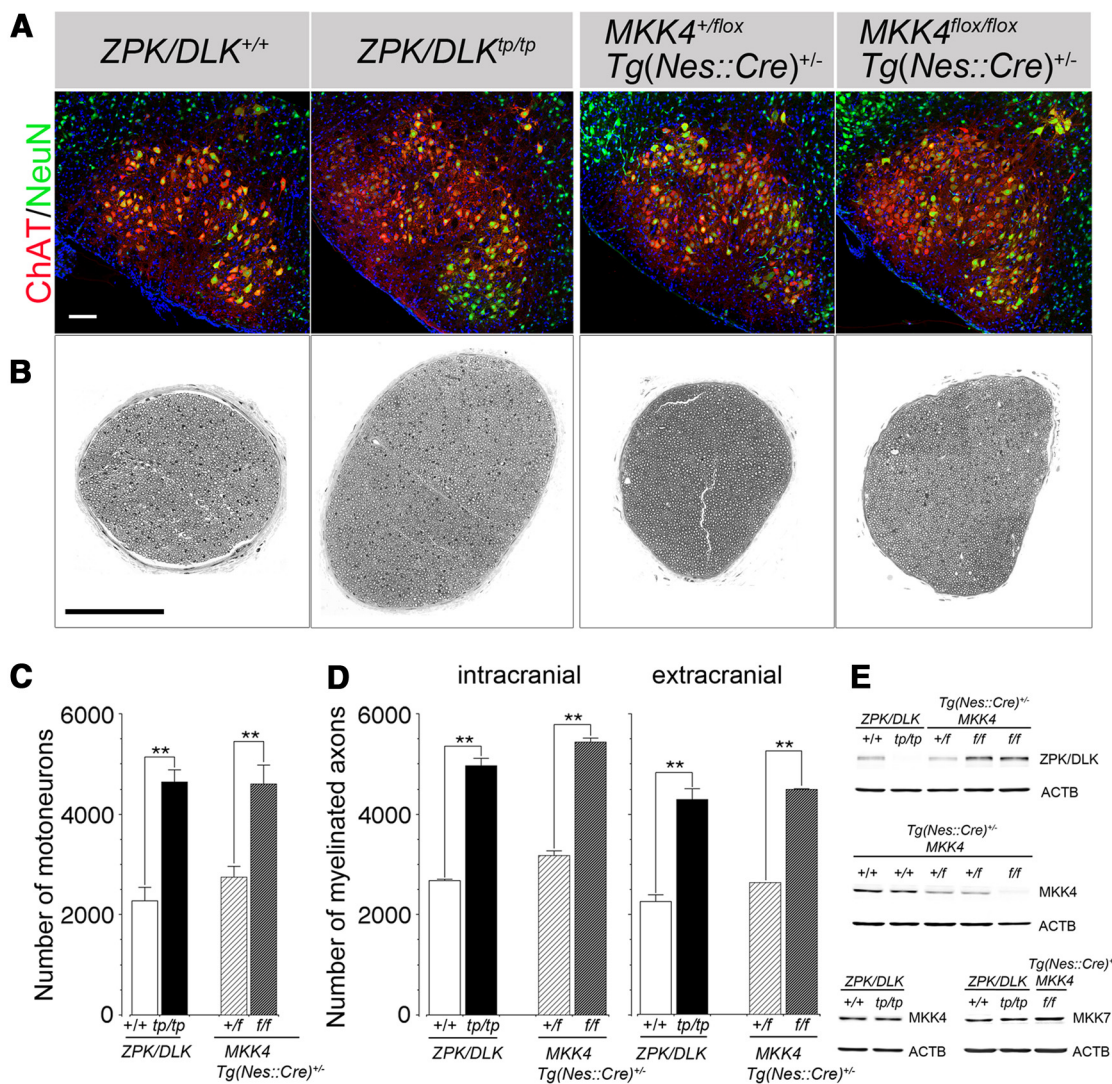 A
ZPK/DLK+/+
ZPK/DLKtp/tp
MKK4+/flox
Tg(Nes::Cre)+/-
MKK4flox/flox
Tg(Nes::Cre)+/-
ChAT/NeuN
B
C
Number of motoneurons
6000
4000
2000
0
**
**
+/+ tp/tp
ZPK/DLK
+/f f/f
MKK4
Tg(Nes::Cre)+/-
D
intracranial
extracranial
Number of myelinated axons
6000
4000
2000
0
**
**
**
**
+/+ tp/tp
ZPK/DLK
+/f f/f
MKK4
Tg(Nes::Cre)+/-
+/+ tp/tp
ZPK/DLK
+/f f/f
MKK4
Tg(Nes::Cre)+/-
E
Tg(Nes::Cre)+/-
ZPK/DLK MKK4
+/+ tp/tp +/f f/f f/f
ZPK/DLK
ACTB
Tg(Nes::Cre)+/-
MKK4
+/+ +/+ +/f +/f f/f
MKK4
ACTB
ZPK/DLK
+/+ tp/tp
MKK4
ACTB
Tg(Nes::Cre)+
ZPK/DLK MKK4
+/+ tp/tp f/f
MKK7
ACTB